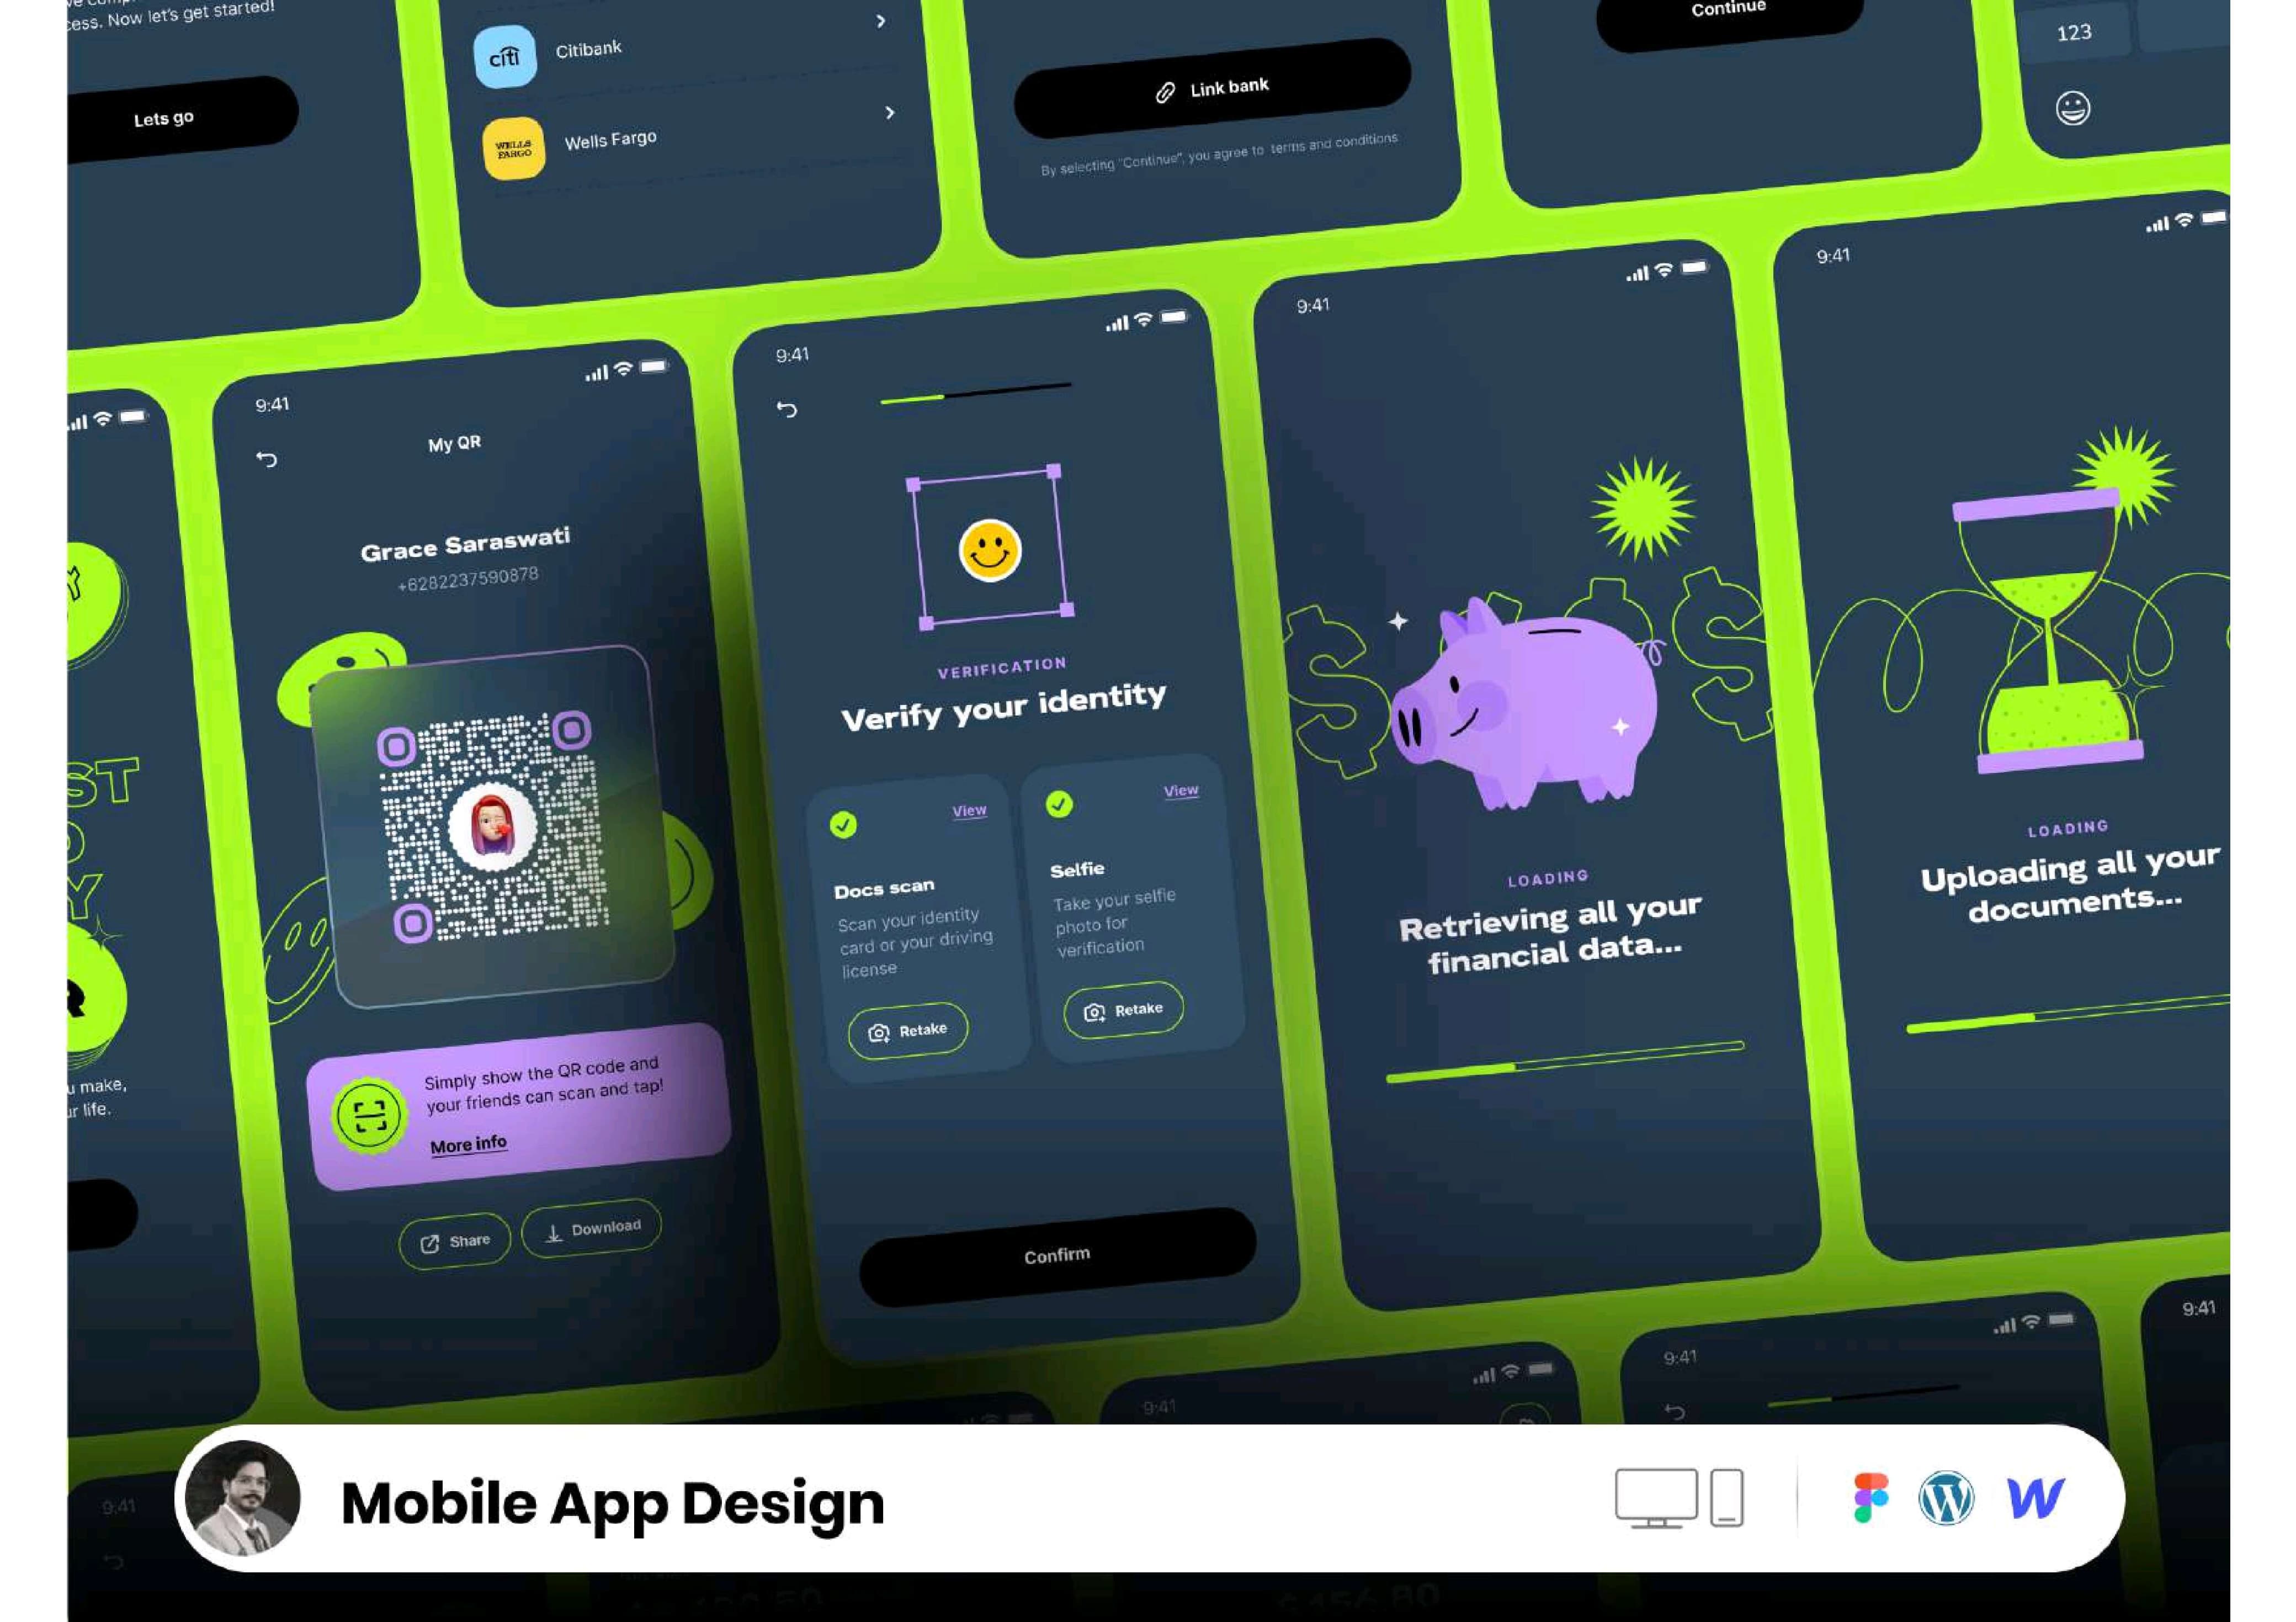 cess. Now let's get started!
Lets go
citi
Citibank
WELLS
FARGO
Wells Fargo
Link bank
By selecting "Continue", you agree to terms and conditions
Continue
123
9:41
My QR
Grace Saraswati
+6282237590878
Simply show the QR code and
your friends can scan and tap!
More info
Share
Download
9:41
VERIFICATION
Verify your identity
View
Docs scan
Scan your identity
card or your driving
license
Retake
View
Selfie
Take your selfie
photo for
verification
Retake
Confirm
9:41
LOADING
Retrieving all your
financial data...
9:41
LOADING
Uploading all your
documents...
ST
Y
R
u make,
ur life.
9:41
9:41
9:41
9:41
Mobile App Design